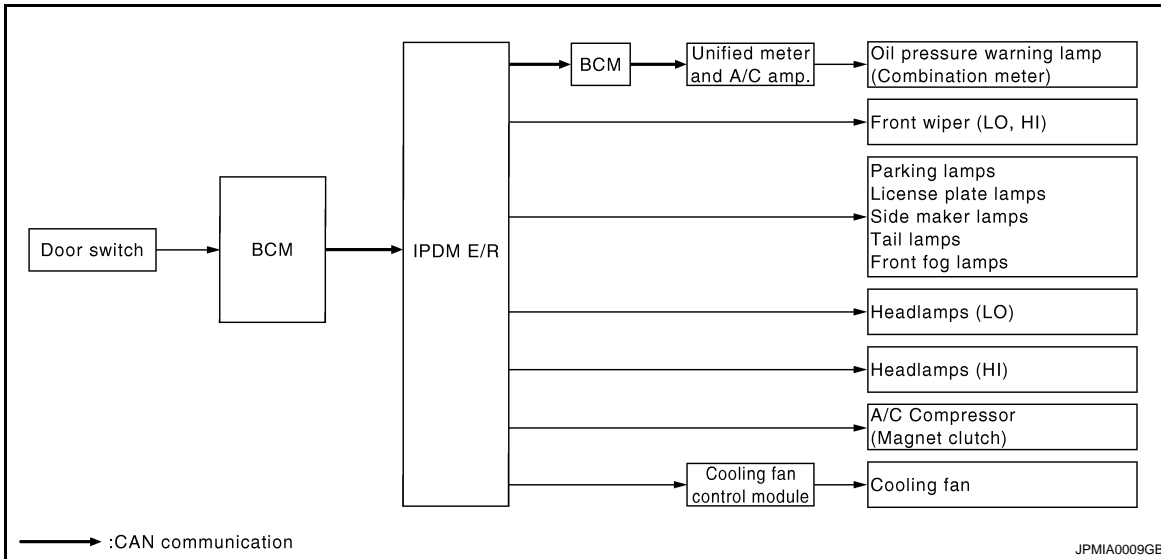 Door switch
BCM
IPDM E/R
BCM
Unified meter
and A/C amp.
Oil pressure warning lamp
(Combination meter)
Front wiper (LO, HI)
Parking lamps
License plate lamps
Side maker lamps
Tail lamps
Front fog lamps
Headlamps (LO)
Headlamps (HI)
A/C Compressor
(Magnet clutch)
Cooling fan
control module
Cooling fan
:CAN communication
JPMIA0009GB